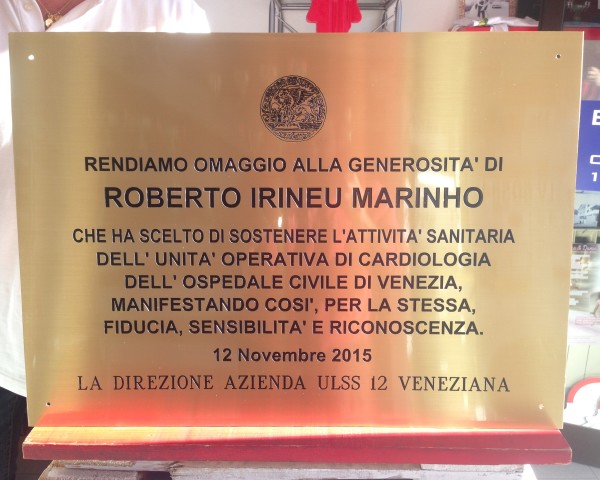 RENDIAMO OMAGGIO ALLA GENEROSITA' DI
ROBERTO IRINEU MARINHO
CHE HA SCELTO DI SOSTENERE L'ATTIVITA' SANITARIA
DELL' UNITA' OPERATIVA DI CARDIOLOGIA
DELL' OSPEDALE CIVILE DI VENEZIA,
MANIFESTANDO COSI', PER LA STESSA,
FIDUCIA, SENSIBILITA' E RICONOSCENZA.
12 Novembre 2015
LA DIREZIONE AZIENDA ULSS 12 VENEZIANA